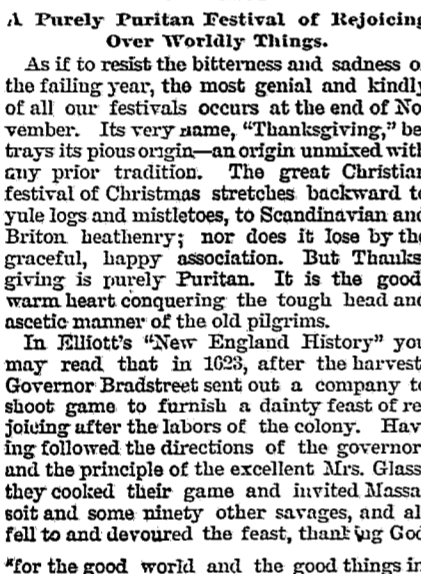 A Purely Puritan Festival of Rejoicing
Over Worldly Things.
As if to resist the bitterness and sadness o
the failing year, the most genial and kindl
of all our festivals occurs at the end of No
vember. Its very name, "Thanksgiving," be
trays its pious origin—an origin unmixed wit
any prior tradition. The great Christia
festival of Christmas stretches backward t
yule logs and mistletoes, to Scandinavian an
Briton heathenry; nor does it lose by th
graceful, happy association. But Thanks
giving is purely Puritan. It is the good
warm heart conquering the tough head an
ascetic manner of the old pilgrims.
In Elliott's "New England History" you
may read that in 1623, after the harvest
Governor Bradstreet sent out a company t
shoot game to furnish a dainty feast of re
joicing after the labors of the colony. Hav
ing followed the directions of the governor
and the principle of the excellent Mrs. Glass
they cooked their game and invited Massa
soit and some ninety other savages, and al
fell to and devoured the feast, thanking God
"for the good world and the good things in